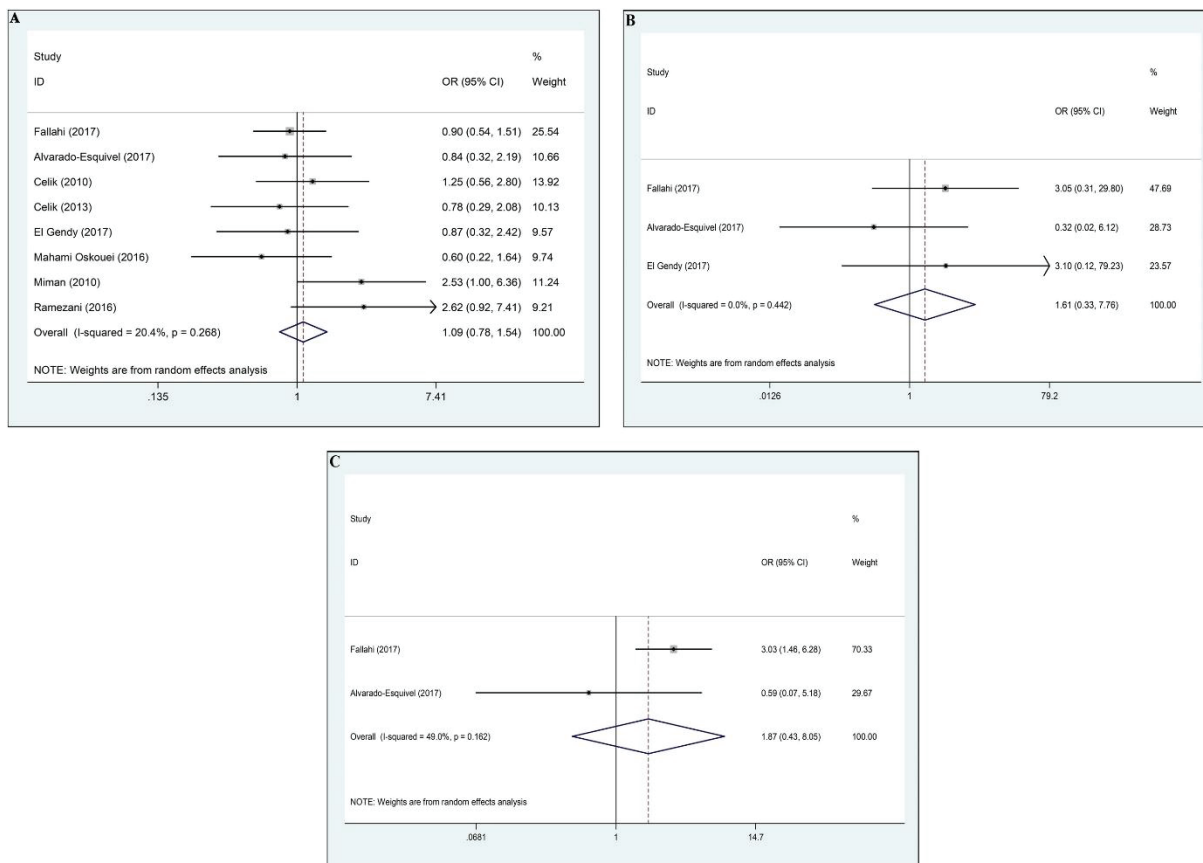 A
Study %
ID OR (95% CI) Weight
Fallahi (2017) 0.90 (0.54, 1.51) 25.54
Alvarado-Esquivel (2017) 0.84 (0.32, 2.19) 10.66
Celik (2010) 1.25 (0.56, 2.80) 13.92
Celik (2013) 0.78 (0.29, 2.08) 10.13
El Gendy (2017) 0.87 (0.32, 2.42) 9.57
Mahami Oskouei (2016) 0.60 (0.22, 1.64) 9.74
Miman (2010) 2.53 (1.00, 6.36) 11.24
Ramezani (2016) 2.62 (0.92, 7.41) 9.21
Overall (I-squared = 20.4%, p = 0.268) 1.09 (0.78, 1.54) 100.00
NOTE: Weights are from random effects analysis
.135 1 7.41
B
Study %
ID OR (95% CI) Weight
Fallahi (2017) 3.05 (0.31, 29.80) 47.69
Alvarado-Esquivel (2017) 0.32 (0.02, 6.12) 28.73
El Gendy (2017) 3.10 (0.12, 79.23) 23.57
Overall (I-squared = 0.0%, p = 0.442) 1.61 (0.33, 7.76) 100.00
NOTE: Weights are from random effects analysis
.0126 1 79.2
C
Study %
ID OR (95% CI) Weight
Fallahi (2017) 3.03 (1.46, 6.28) 70.33
Alvarado-Esquivel (2017) 0.59 (0.07, 5.18) 29.67
Overall (I-squared = 49.0%, p = 0.162) 1.87 (0.43, 8.05) 100.00
NOTE: Weights are from random effects analysis
.0681 1 14.7